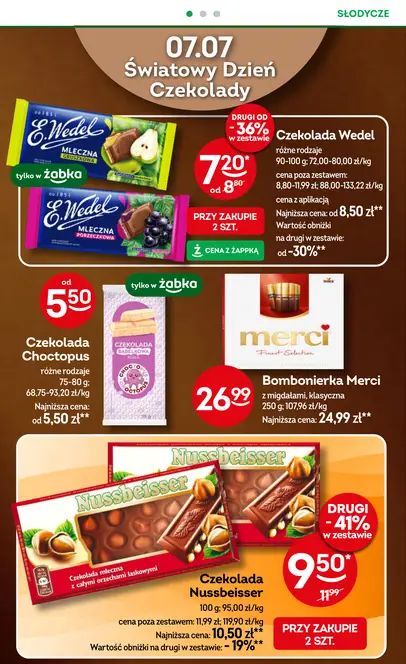 SŁODYCZE
07.07
Światowy Dzień
Czekolady
DRUGI OD
-36%
w zestawie
E.Wedel
MLECZNA
GRUSZKOWA
tylko w żabka
E.Wedel
MLECZNA
PORZECZKOWA
7,20*
od 8,80
PRZY ZAKUPIE
2 SZT.
CENA Z ŻAPPKĄ
Czekolada Wedel
różne rodzaje
90-100 g; 72,00-80,00 zł/kg
cena poza zestawem:
8,80-11,99 zł; 88,00-133,22 zł/kg
cena z aplikacją
Najniższa cena: od 8,50 zł**
Wartość obniżki
na drugi w zestawie:
od -30%**
od
5,50
tylko w żabka
Czekolada
Choctopus
różne rodzaje
75-80 g;
68,75-93,20 zł/kg
Najniższa cena:
od 5,50 zł**
CZEKOLADA
BĄBELKOWA
merci
Finest Selection
26,99
Bombonierka Merci
z migdałami, klasyczna
250 g; 107,96 zł/kg
Najniższa cena: 24,99 zł**
Nussbeisser
Nussbeisser
Czekolada mleczna
z całymi orzechami laskowymi
DRUGI
-41%
w zestawie
9,50*
11,99
Czekolada
Nussbeisser
100 g; 95,00 zł/kg
cena poza zestawem: 11,99 zł; 119,90 zł/kg
Najniższa cena: 10,50 zł**
Wartość obniżki na drugi w zestawie: -19%**
PRZY ZAKUPIE
2 SZT.